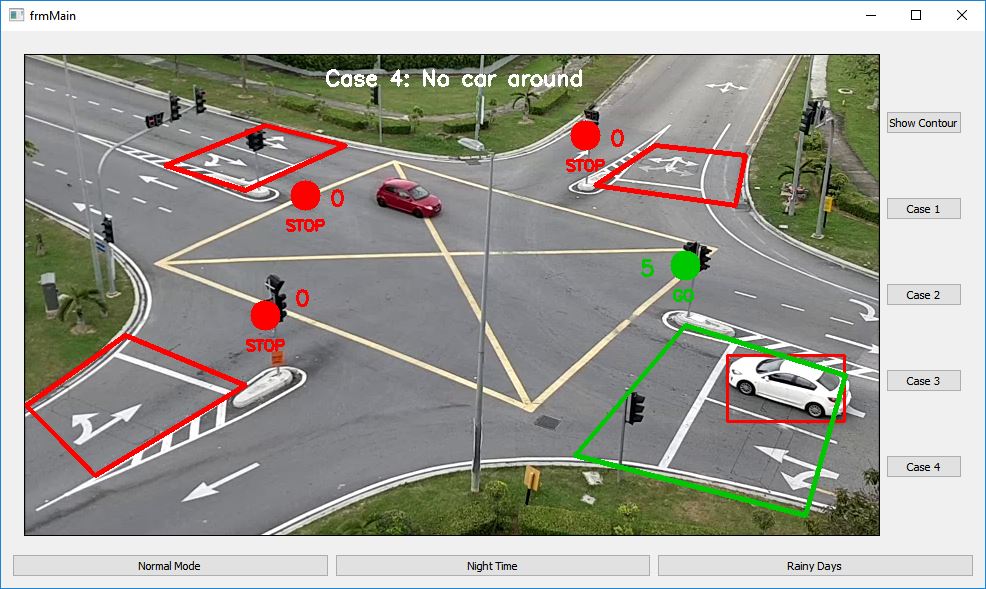 frmMain
Case 4: No car around
Show Contour
0
STOP
0
STOP
Case 1
5
GO
Case 2
0
STOP
Case 3
Case 4
Normal Mode
Night Time
Rainy Days